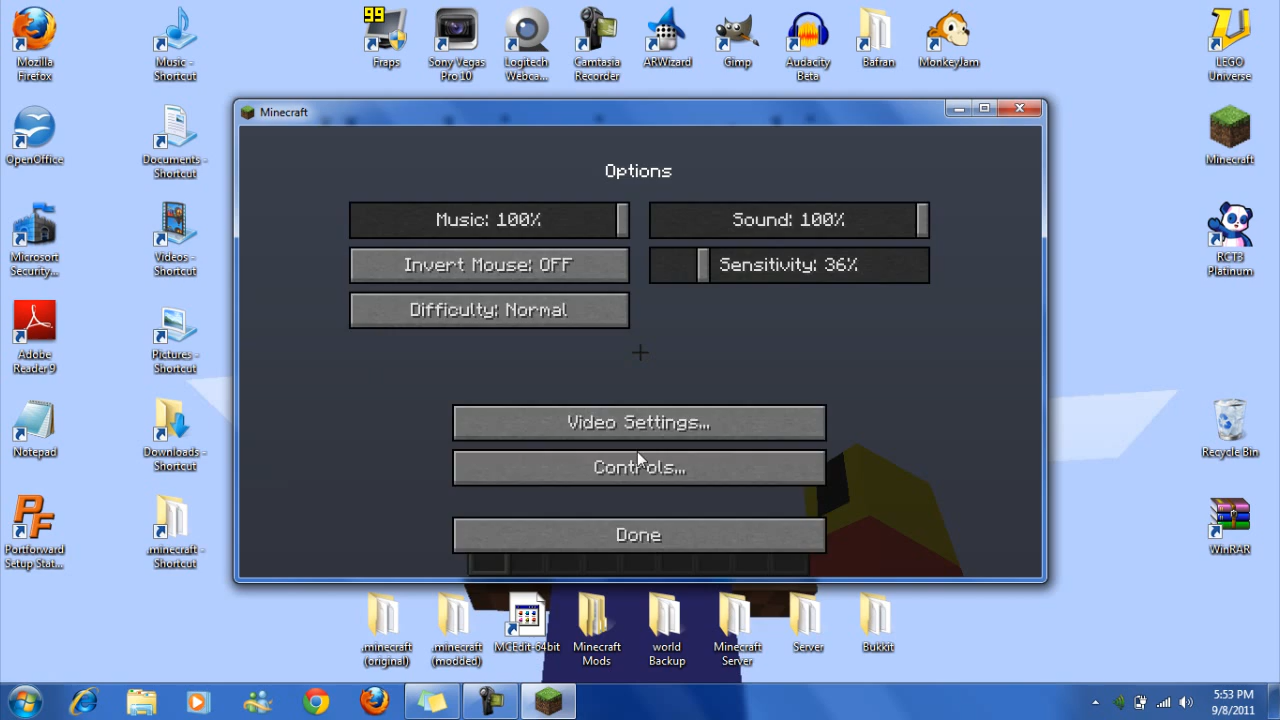 99
Mozilla
Firefox
Music -
Shortcut
Fraps
Sony Vegas
Pro 10
Logitech
Webca...
Camtasia
Recorder
ARWizard
Gimp
Audacity
Beta
Bafran
MonkeyJam
LEGO
Universe
OpenOffice
Documents -
Shortcut
Minecraft
Minecraft
Options
Music: 100%
Sound: 100%
Invert Mouse: OFF
Sensitivity: 36%
Difficulty: Normal
Video Settings...
Controls...
Done
Microsoft
Security...
Videos -
Shortcut
RCT3
Platinum
Adobe
Reader 9
Pictures -
Shortcut
Notepad
Downloads -
Shortcut
Recycle Bin
PF
Portforward
Setup Stat...
.minecraft -
Shortcut
WinRAR
.minecraft
(original)
.minecraft
(modded)
MCEdit-64bit
Minecraft
Mods
world
Backup
Minecraft
Server
Server
Bukkit
5:53 PM
9/8/2011